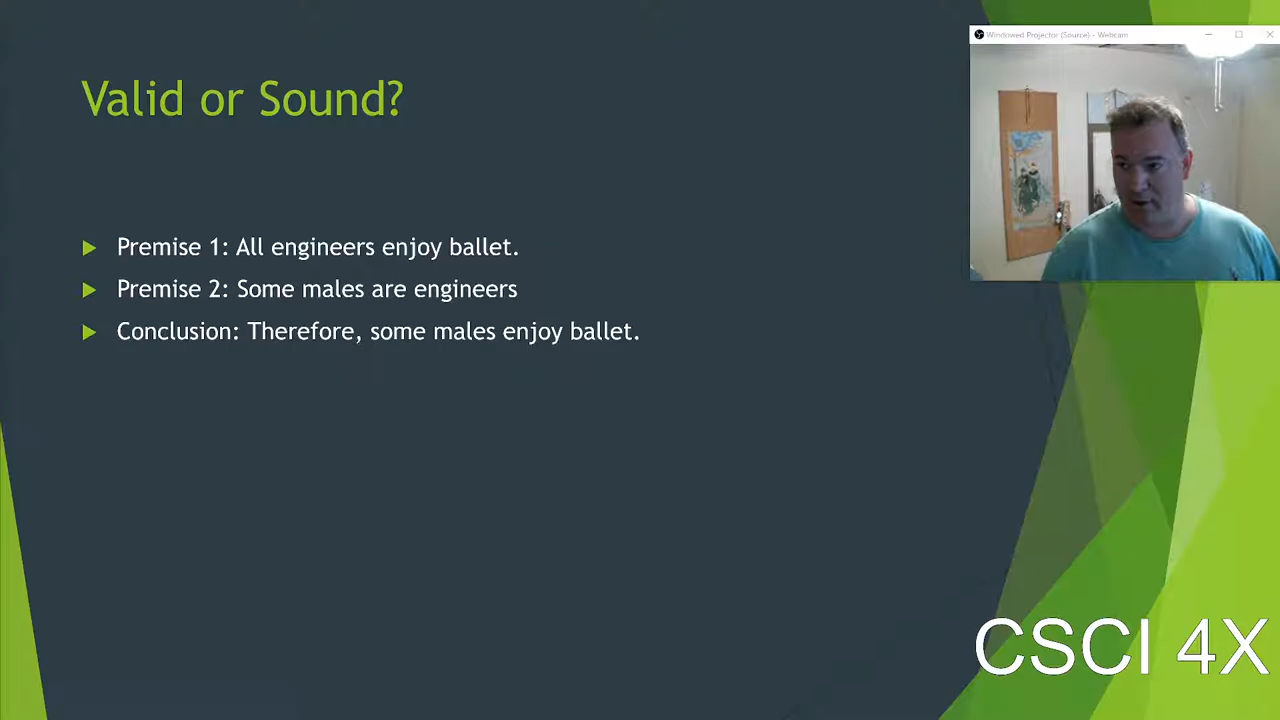 Windowed Projector (Source) - Webcam
Valid or Sound?
Premise 1: All engineers enjoy ballet.
Premise 2: Some males are engineers
Conclusion: Therefore, some males enjoy ballet.
CSCI 4X